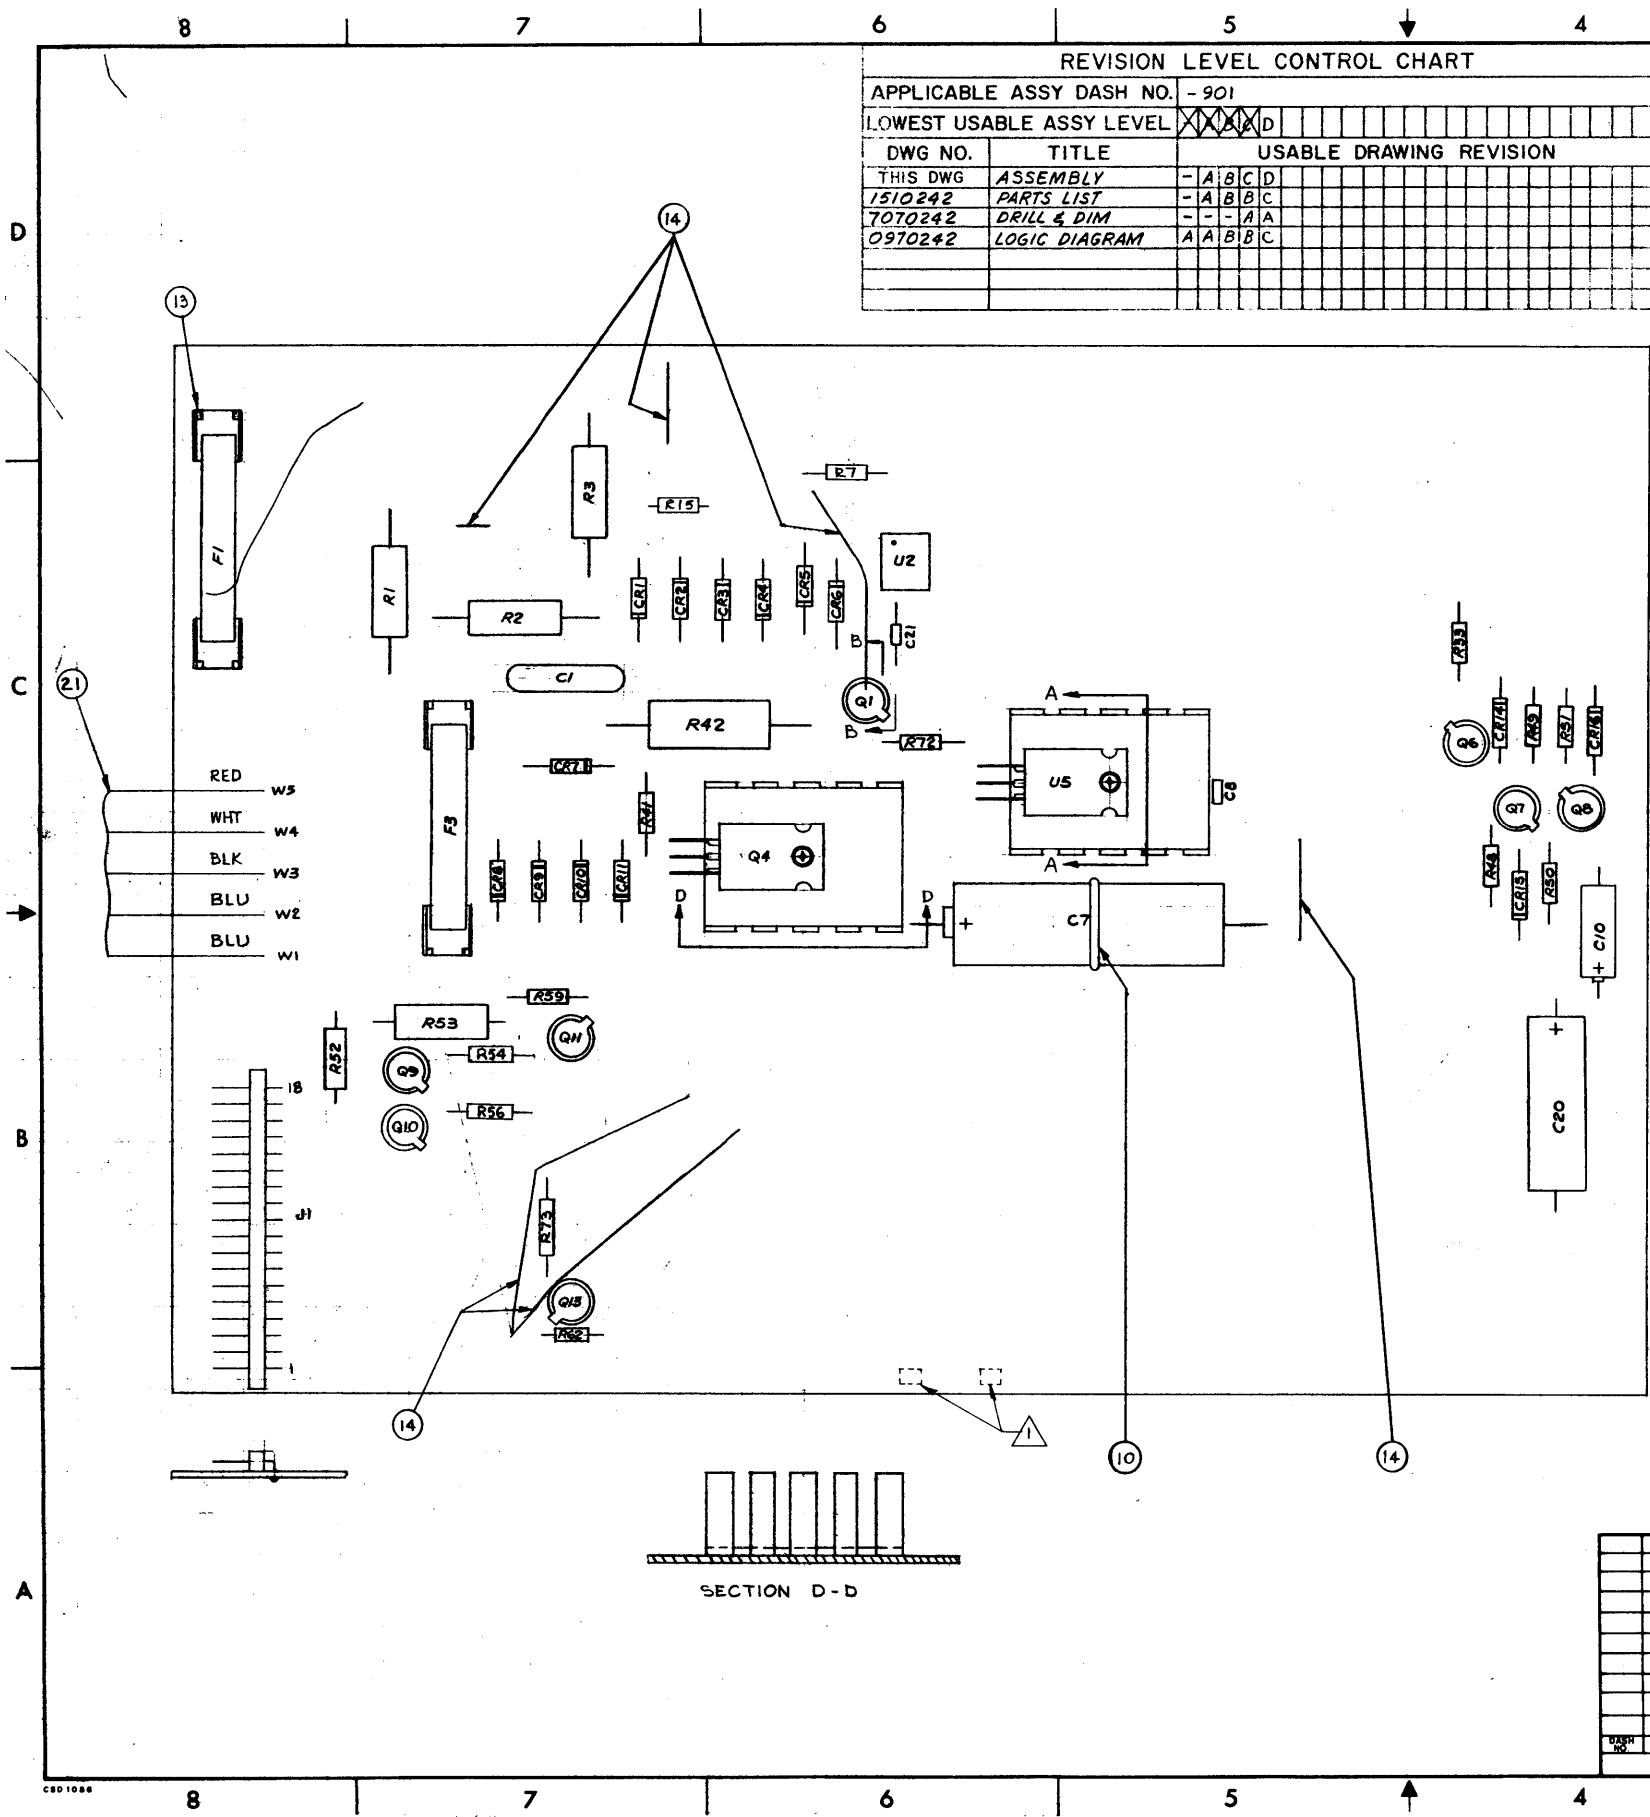 8 7 6 5 4
REVISION LEVEL CONTROL CHART
APPLICABLE ASSY DASH NO. -901
LOWEST USABLE ASSY LEVEL - A B C D
DWG NO. TITLE USABLE DRAWING REVISION
THIS DWG ASSEMBLY - A B C D
1510242 PARTS LIST - A B B C
7070242 DRILL & DIM - - - A A
0970242 LOGIC DIAGRAM A A B B C
D
14
13
R7
R3
R15
F1
U2
R1
CR1 CR2 CR3 CR4 CR5 CR6
R2
C21
B
R33
C
21
C1
Q1
A
R42
B
R72
CR14 R49 R51 CR16
Q6
CR7
RED W5
U5
C8
WHT W4
R41
F3
Q7 Q8
BLK W3
Q4
A
R48
CR8 CR9 CR10 CR11
CR15 R50
BLU W2
D D
+ C7
C10
+
BLU W1
R59
R53
Q11
R52
R54
Q9
+
18
R56
B
Q10
C20
J1
R73
Q13
R62
1
14
1
10
14
A
SECTION D-D
DASH NO.
CSD1086
8 7 6 5 4